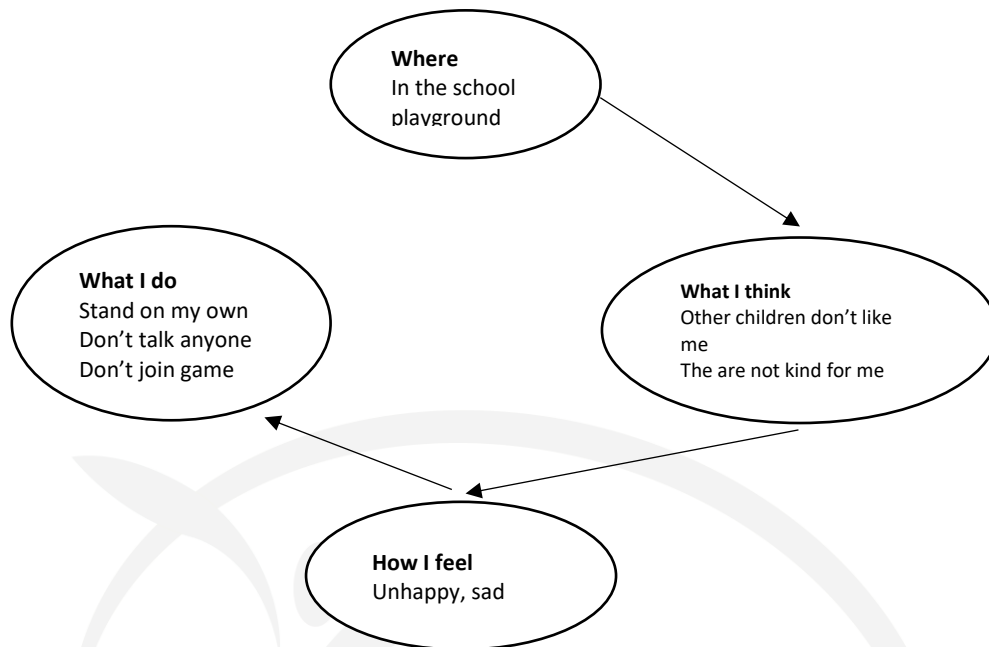 Where
In the school
playground
What I do
Stand on my own
Don’t talk anyone
Don’t join game
What I think
Other children don’t like
me
The are not kind for me
How I feel
Unhappy, sad